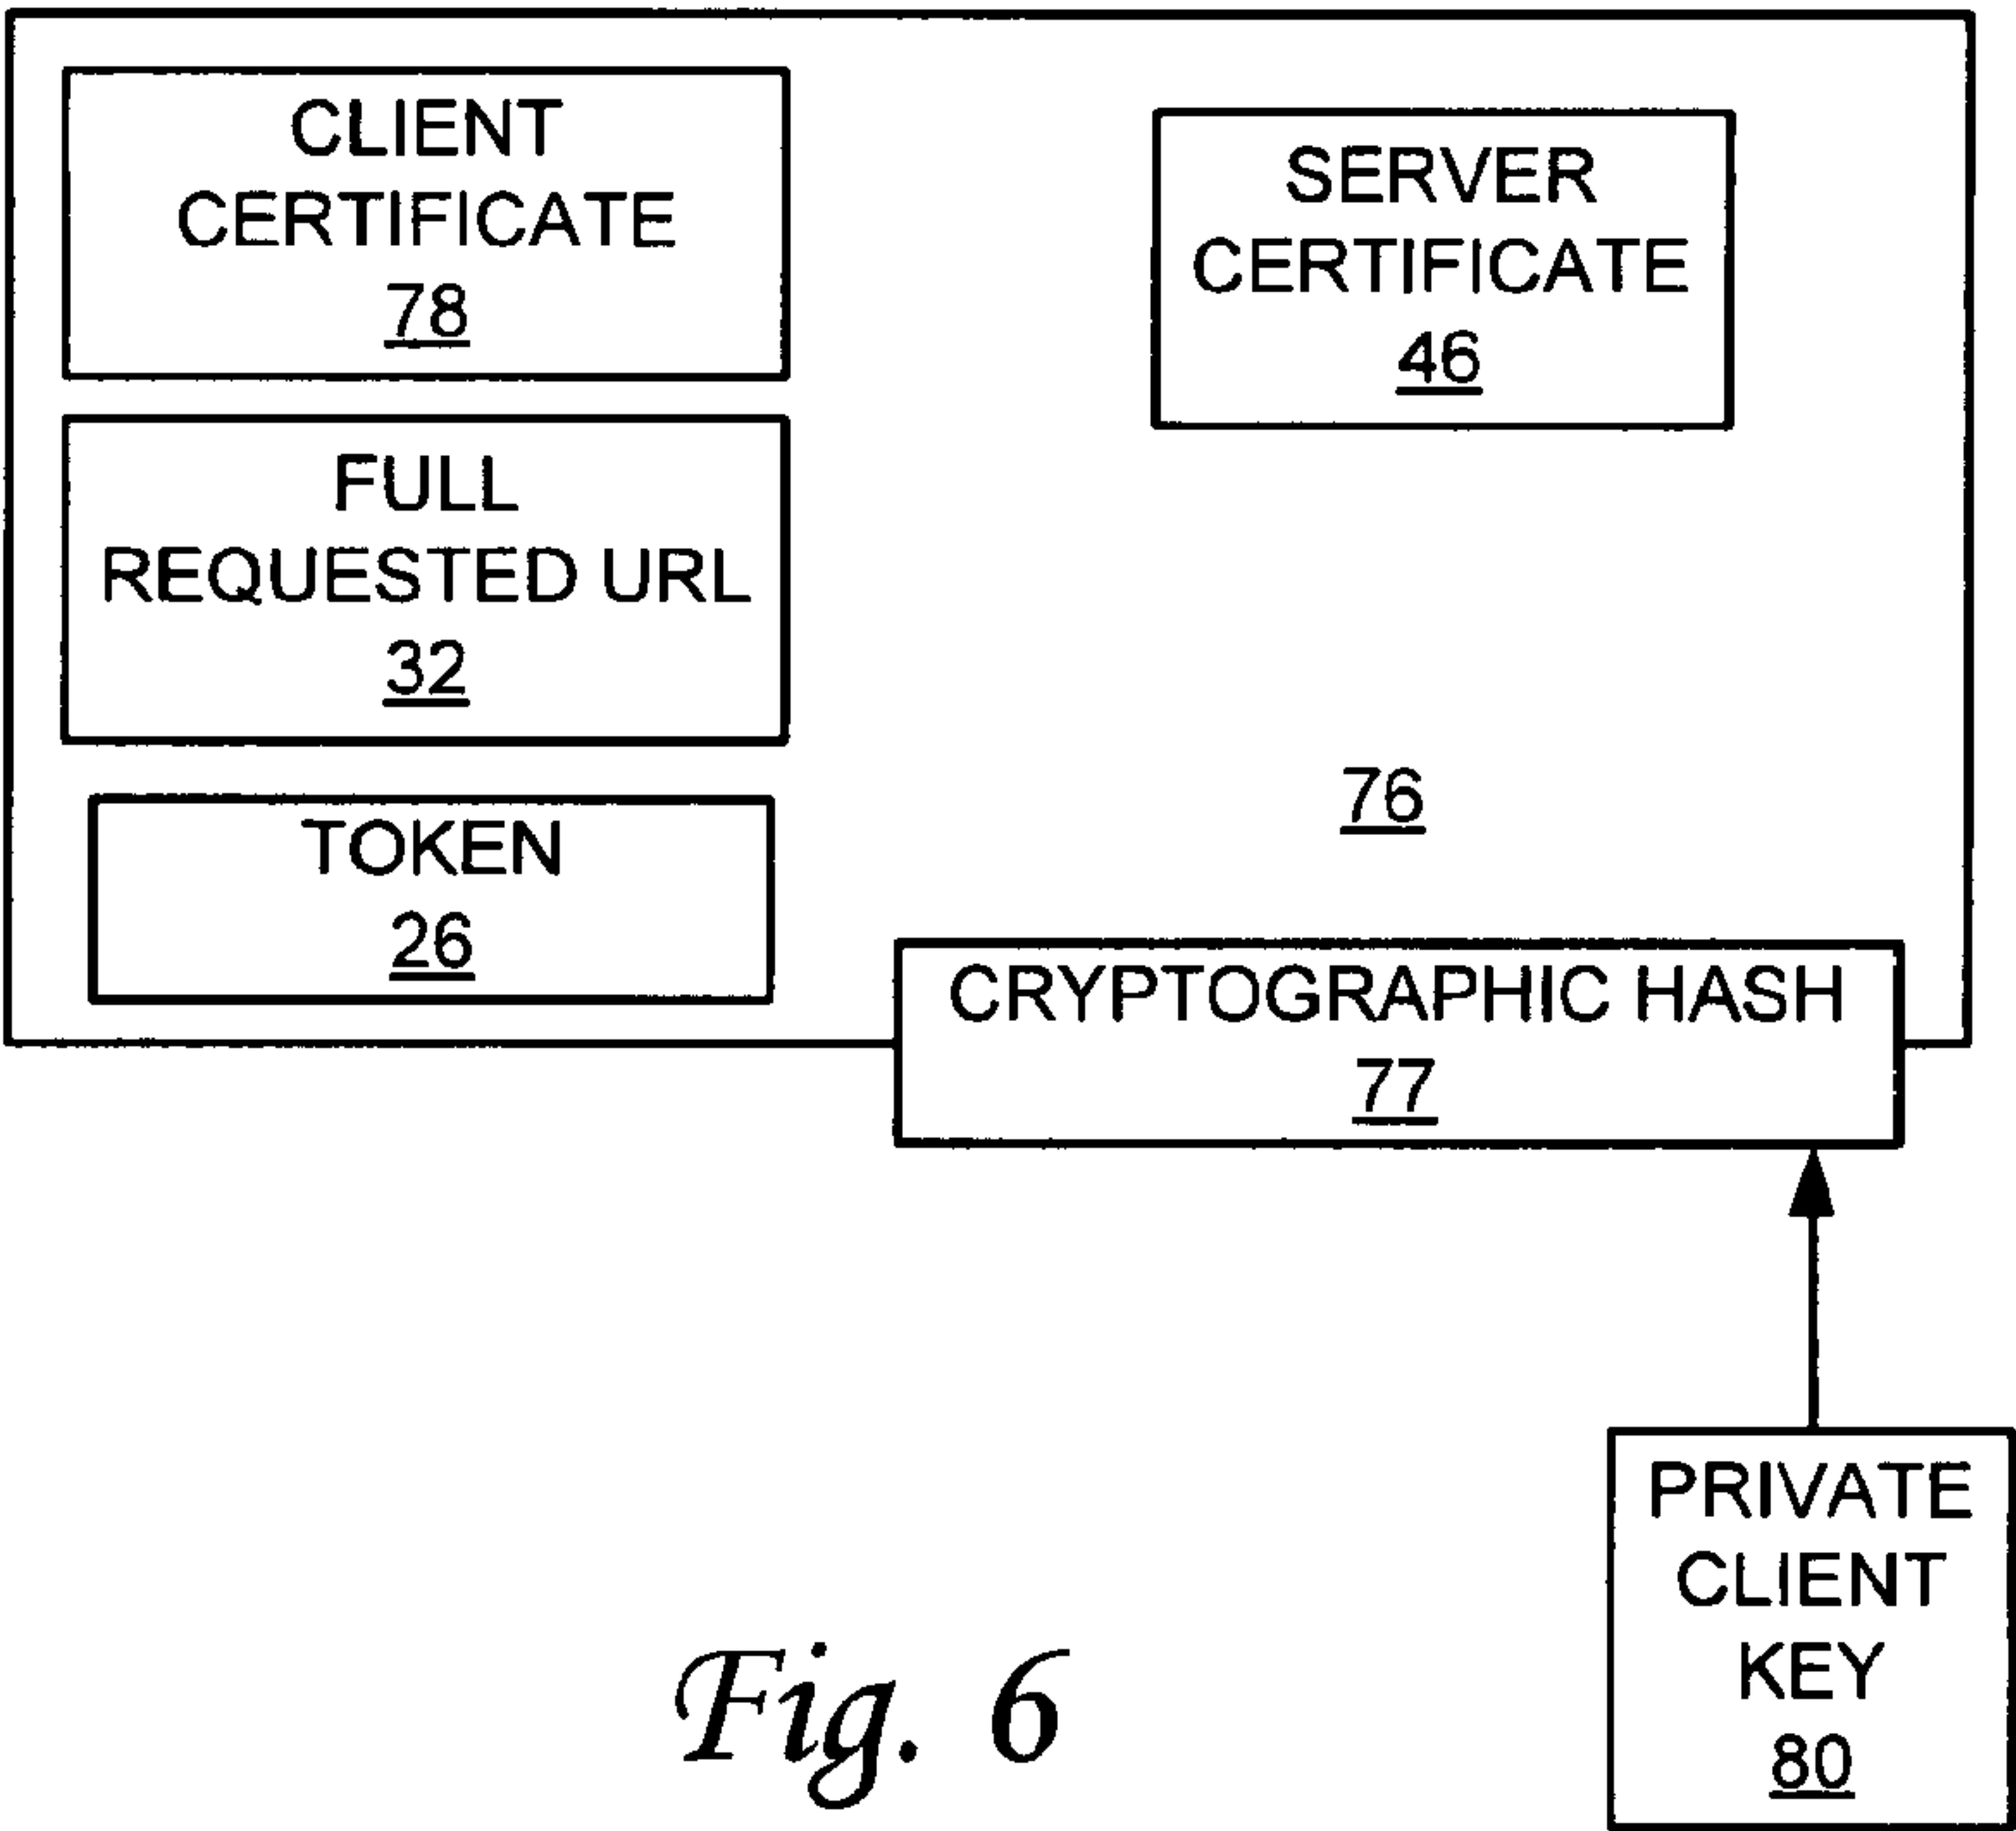 CLIENT
CERTIFICATE
78
SERVER
CERTIFICATE
46
FULL
REQUESTED URL
32
76
TOKEN
26
CRYPTOGRAPHIC HASH
77
PRIVATE
CLIENT
KEY
80
Fig. 6